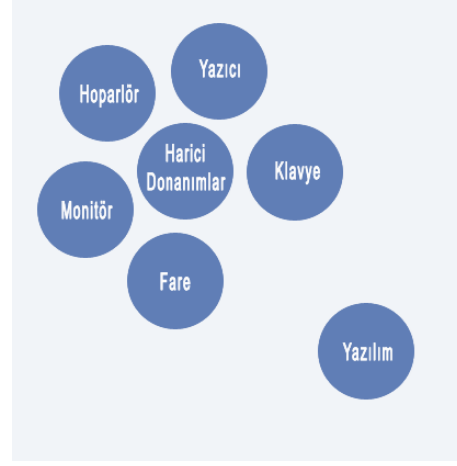 Yazıcı
Hoparlör
Harici
Donanımlar
Klavye
Monitör
Fare
Yazılım